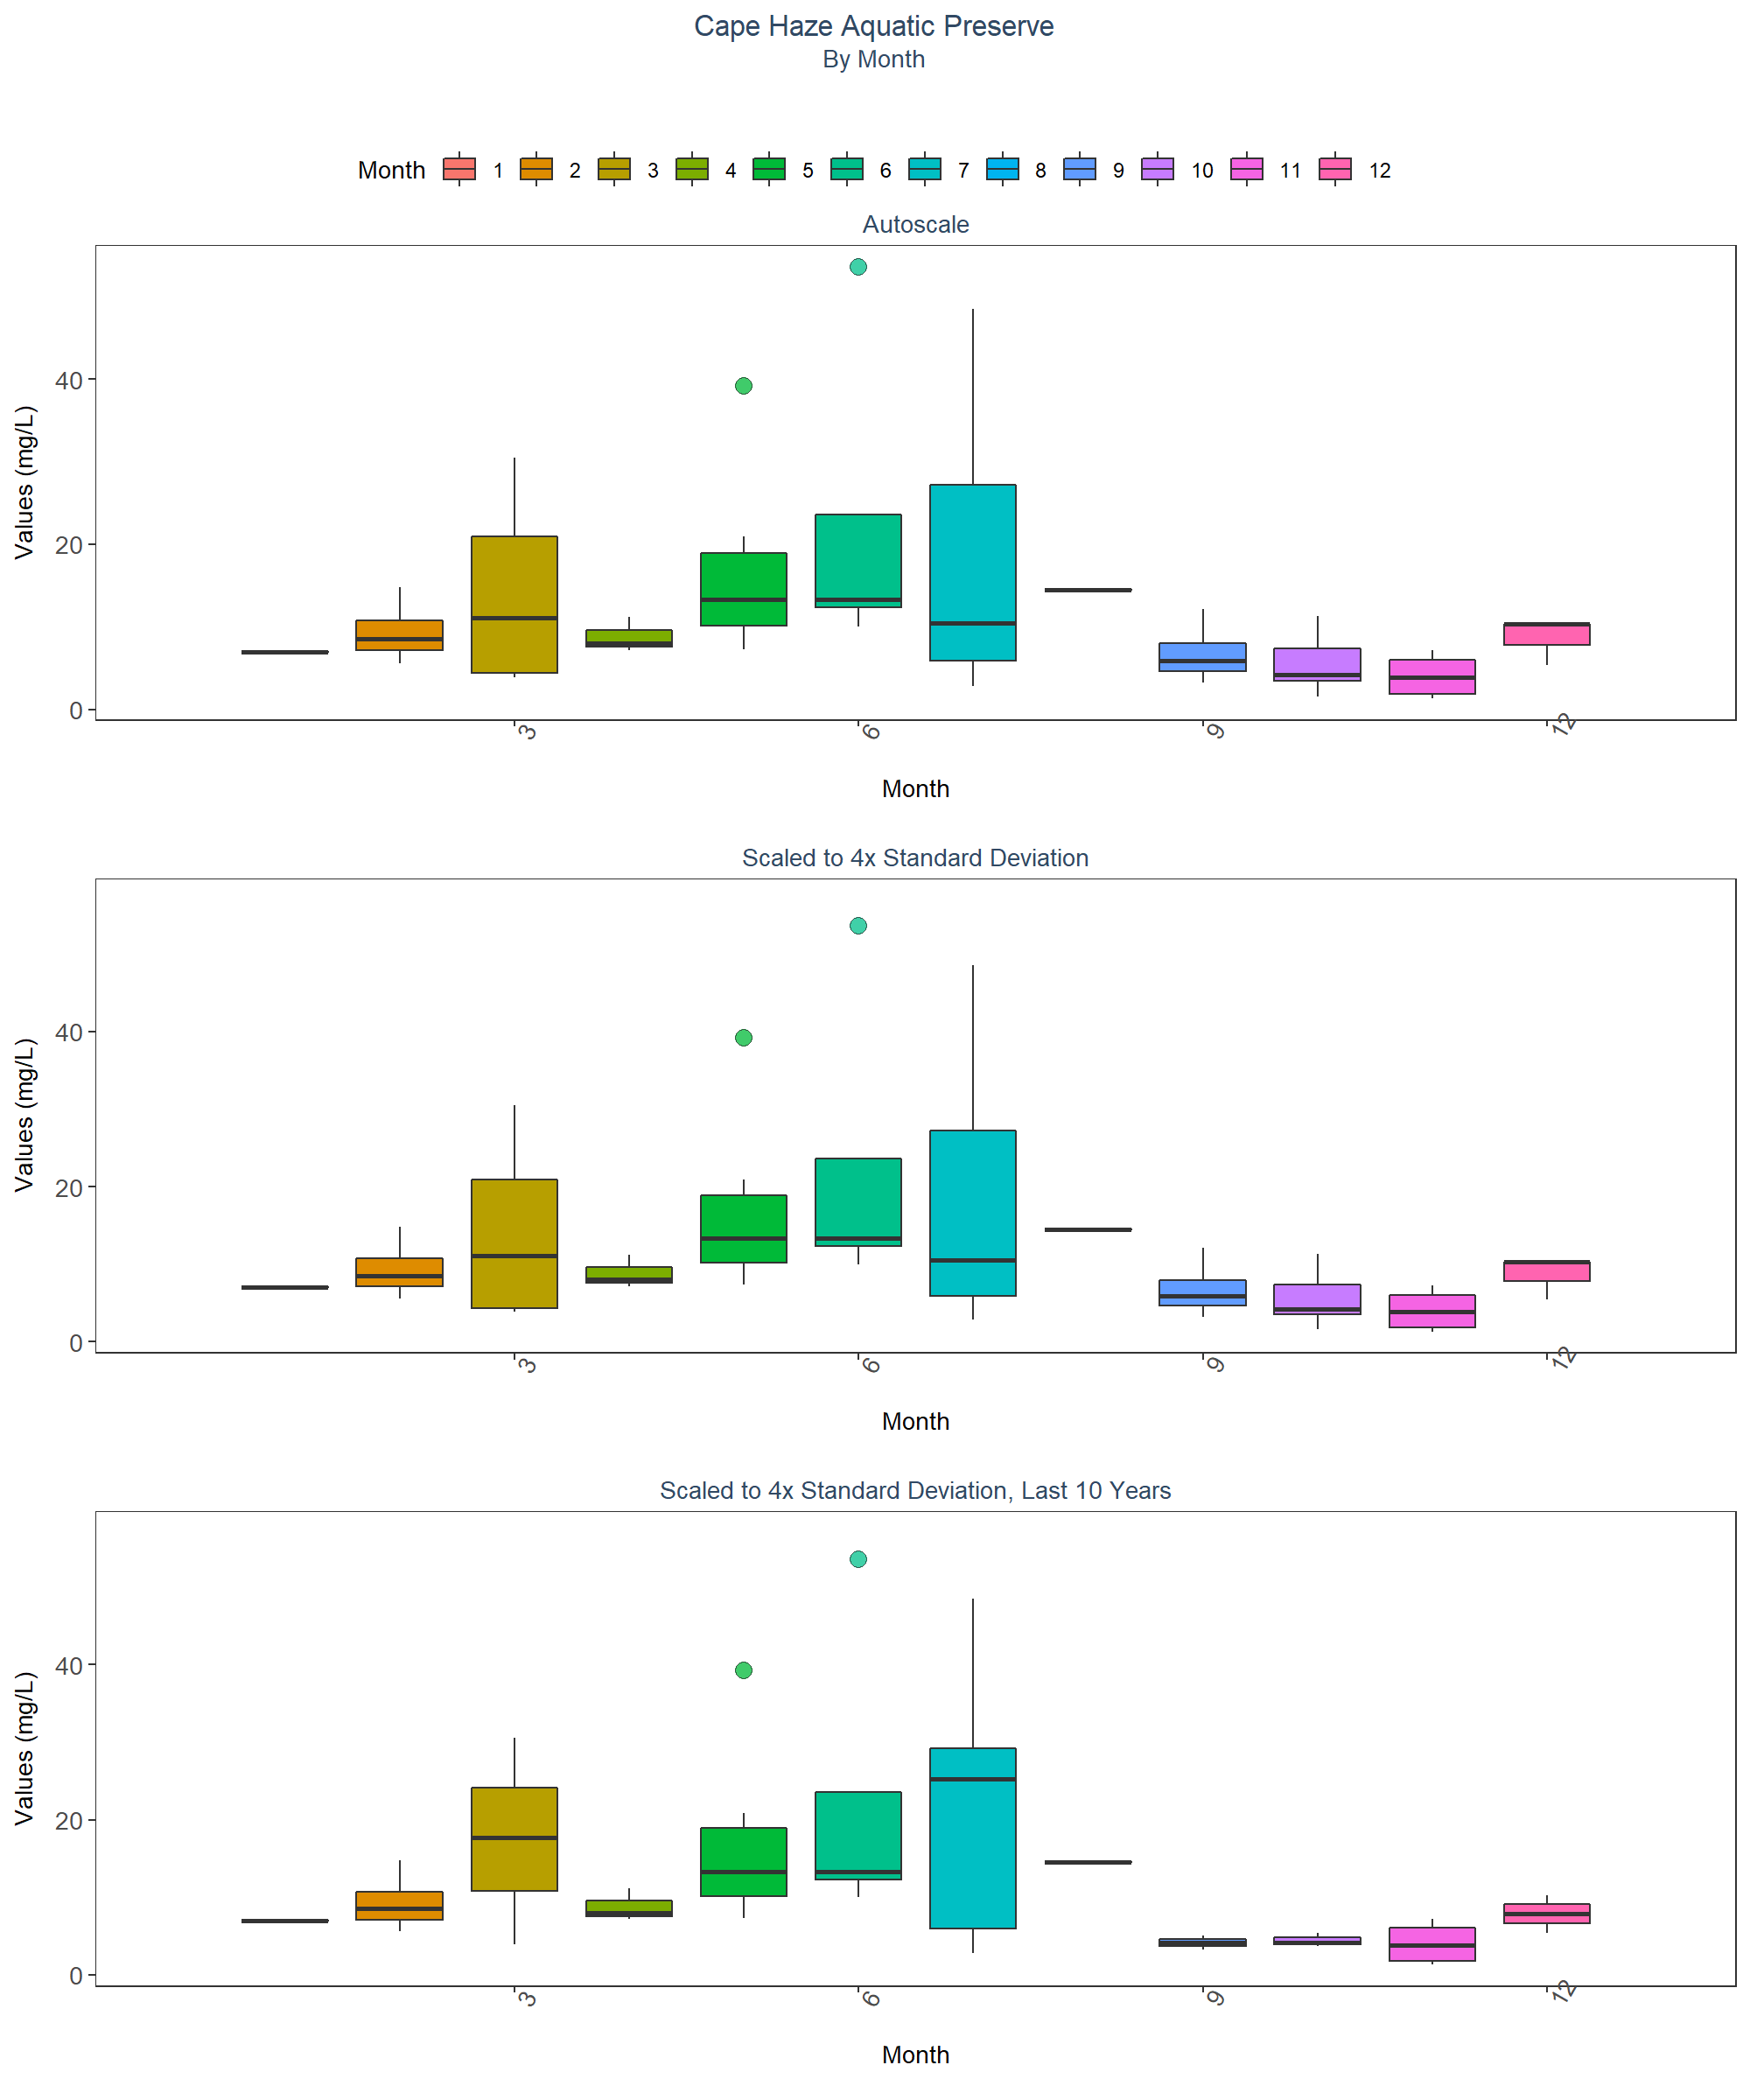 Cape Haze Aquatic Preserve
By Month
Month 1 2 3 4 5 6 7 8 9 10 11 12
Autoscale
Values (mg/L)
40
20
0
3 6 9 12
Month
Scaled to 4x Standard Deviation
Values (mg/L)
40
20
0
3 6 9 12
Month
Scaled to 4x Standard Deviation, Last 10 Years
Values (mg/L)
40
20
0
3 6 9 12
Month